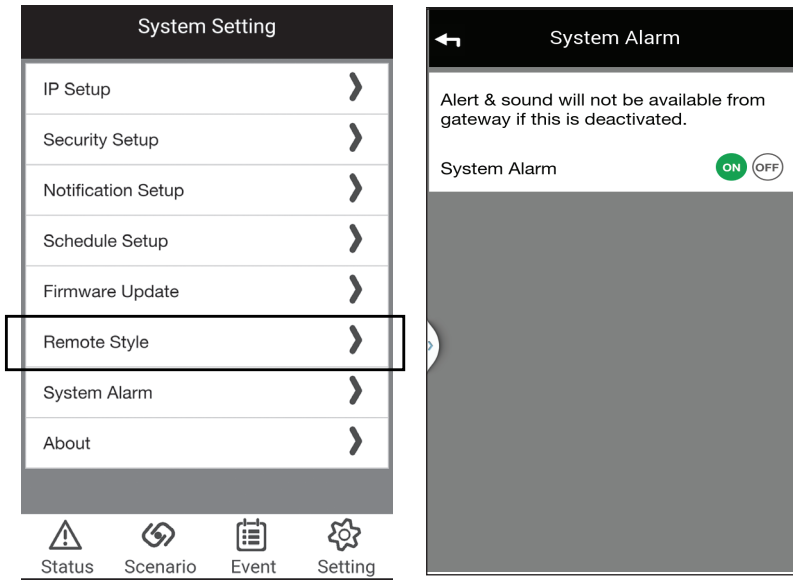 System Setting
IP Setup
Security Setup
Notification Setup
Schedule Setup
Firmware Update
Remote Style
System Alarm
About
Status Scenario Event Setting
System Alarm
Alert & sound will not be available from
gateway if this is deactivated.
System Alarm ON OFF